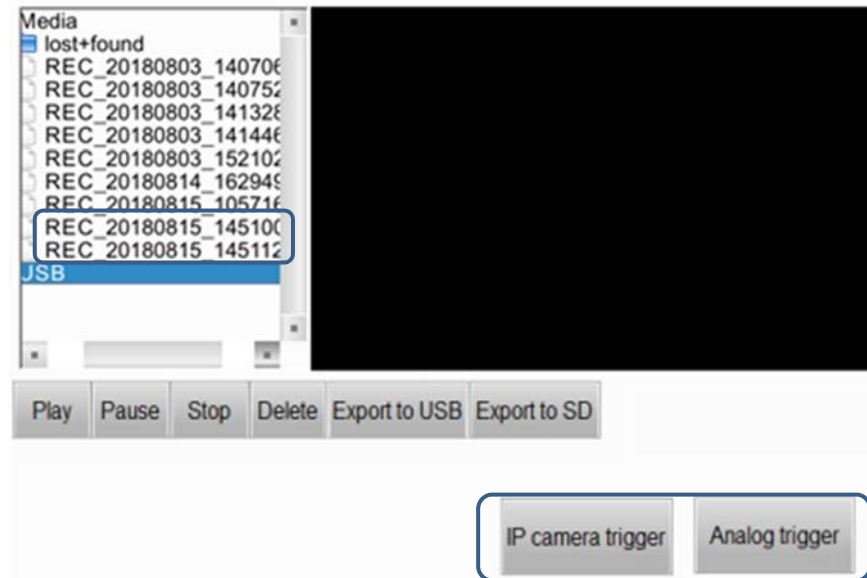 Media
lost+found
REC_20180803_140706
REC_20180803_140752
REC_20180803_141328
REC_20180803_141446
REC_20180803_152102
REC_20180814_162949
REC_20180815_105716
REC_20180815_145100
REC_20180815_145112
USB
Play Pause Stop Delete Export to USB Export to SD
IP camera trigger Analog trigger